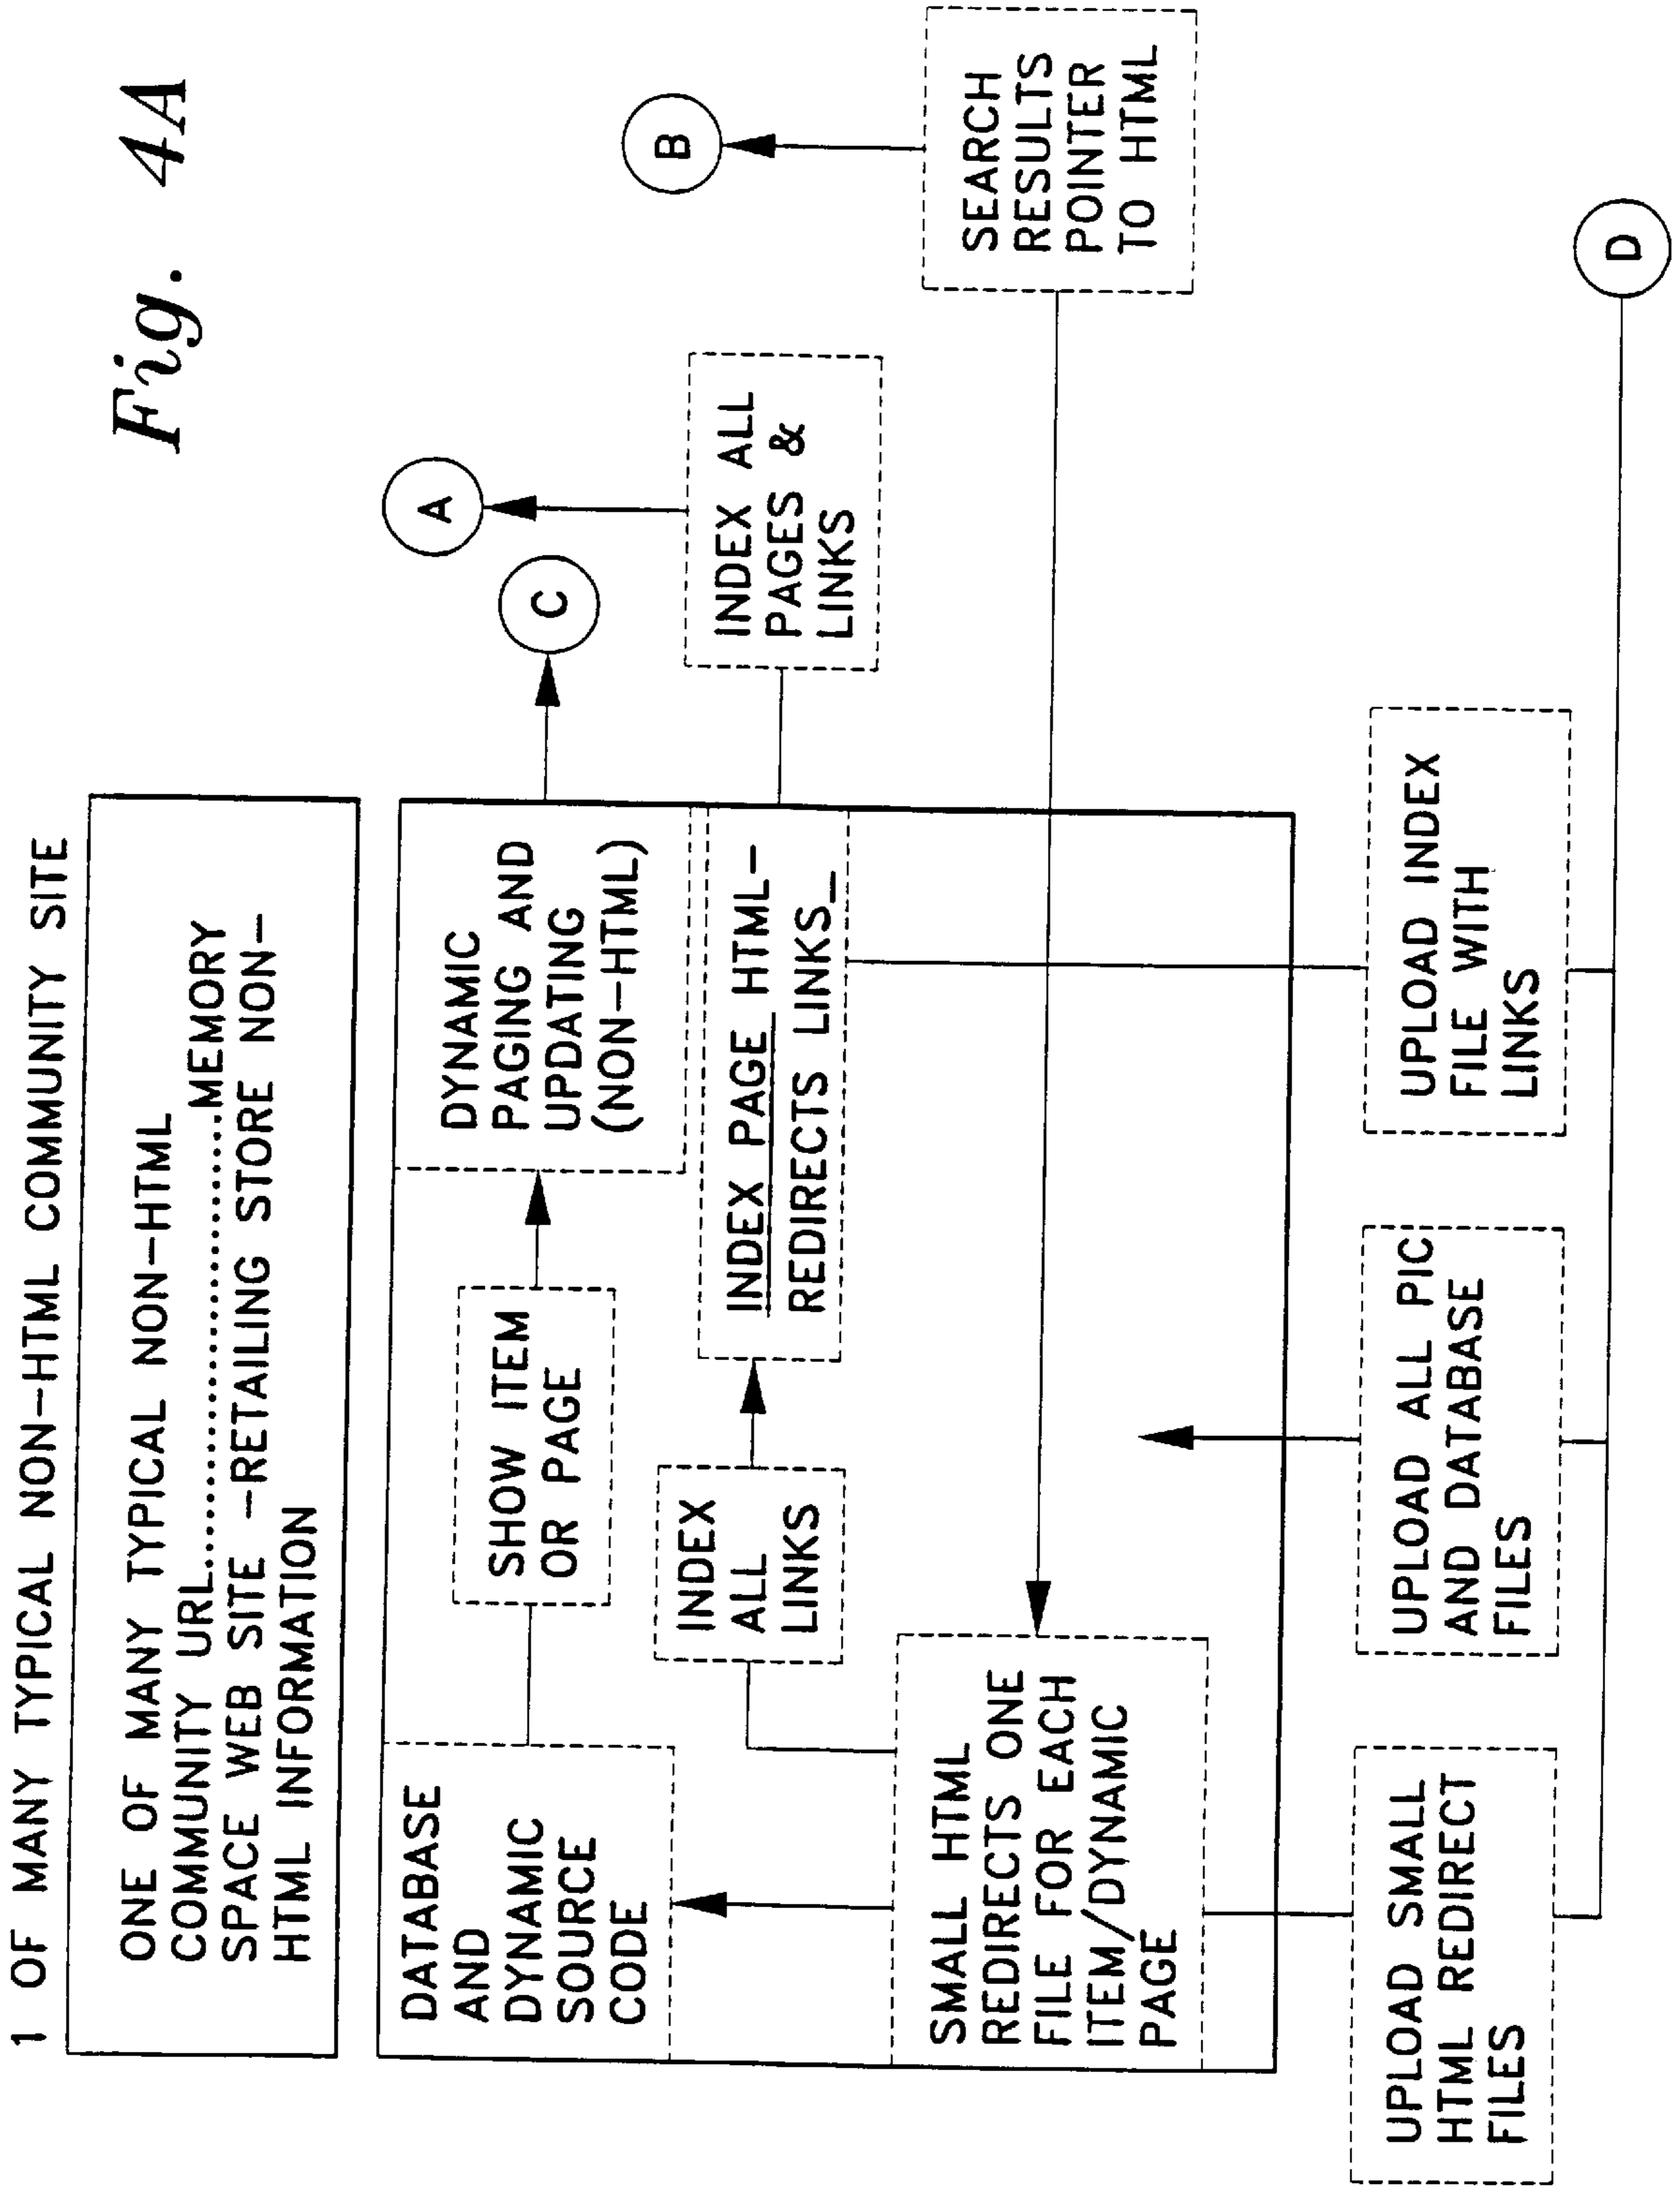 1 OF MANY TYPICAL NON-HTML COMMUNITY SITE
Fig. 4A
ONE OF MANY TYPICAL NON-HTML
COMMUNITY URL..............................MEMORY
SPACE WEB SITE -RETAILING STORE NON-
HTML INFORMATION
DATABASE
AND
DYNAMIC
SOURCE
CODE
SHOW ITEM
OR PAGE
DYNAMIC
PAGING AND
UPDATING
(NON-HTML)
C
A
B
INDEX
ALL
LINKS
INDEX PAGE HTML-
REDIRECTS LINKS_
INDEX ALL
PAGES &
LINKS
SMALL HTML
REDIRECTS ONE
FILE FOR EACH
ITEM/DYNAMIC
PAGE
SEARCH
RESULTS
POINTER
TO HTML
UPLOAD SMALL
HTML REDIRECT
FILES
UPLOAD ALL PIC
AND DATABASE
FILES
UPLOAD INDEX
FILE WITH
LINKS
D